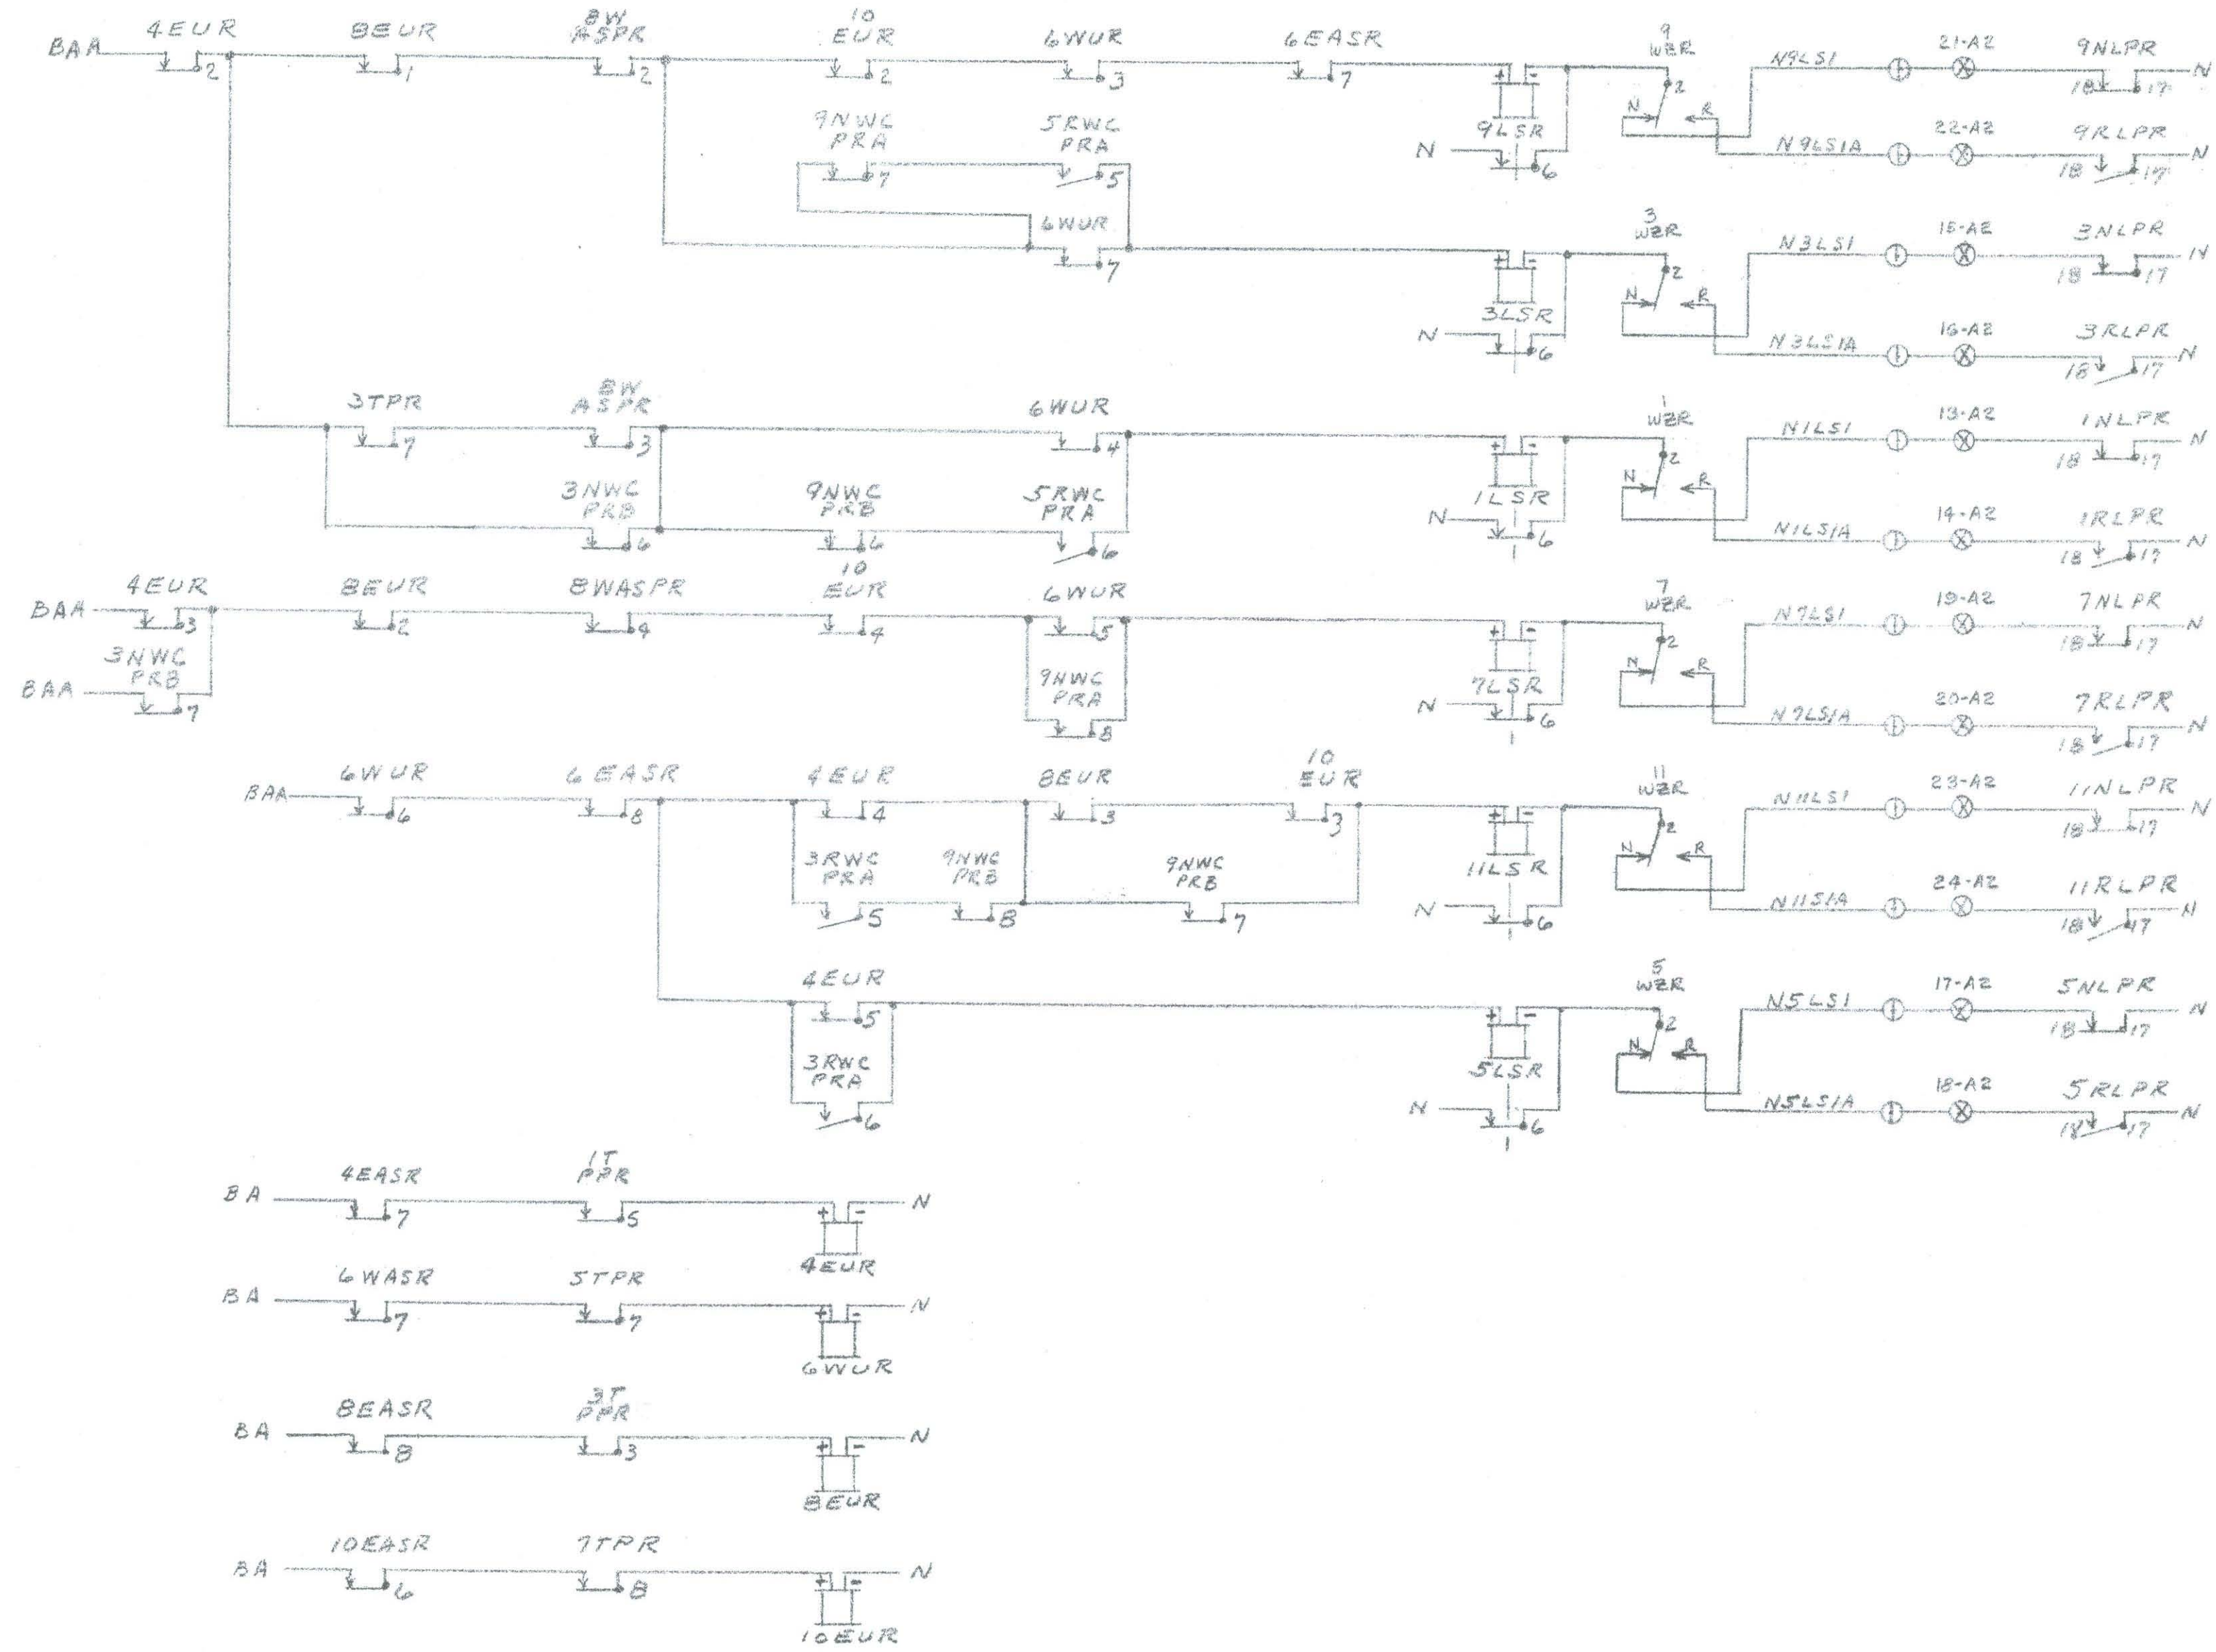 BAA 4EUR 2 8EUR 1 8W ASPR 2 10 EUR 2 6WUR 3 6EASR 7 + - 9LSR N 6 9 WZR 2 N R N9LS1 21-A2 9NLPR 18 17 N
N9LS1A 22-A2 9RLPR 18 17 N
9NWC PRA 7 5RWC PRA 5
6WUR 7 + - 3LSR N 6 3 WZR 2 N R N3LS1 15-A2 3NLPR 18 17 N
N3LS1A 16-A2 3RLPR 18 17 N
3TPR 7 8W ASPR 3 6WUR 4 + - 1LSR N 6 1 WZR 2 N R N1LS1 13-A2 1NLPR 18 17 N
3NWC PRB 6 9NWC PRB 6 5RWC PRA 6 N1LS1A 14-A2 1RLPR 18 17 N
BAA 4EUR 3 8EUR 2 8WASPR 4 10 EUR 4 6WUR 5 + - 7LSR N 6 7 WZR 2 N R N7LS1 19-A2 7NLPR 18 17 N
BAA 3NWC PRB 7 9NWC PRA 8 N7LS1A 20-A2 7RLPR 18 17 N
BAA 6WUR 6 6EASR 8 4EUR 4 8EUR 3 10 EUR 3 + - 11LSR N 6 11 WZR 2 N R N11LS1 23-A2 11NLPR 18 17 N
3RWC PRA 5 9NWC PRB 8 9NWC PRB 7 N11S1A 24-A2 11RLPR 18 17 N
4EUR 5 + - 5LSR N 6 5 WZR 2 N R N5LS1 17-A2 5NLPR 18 17 N
3RWC PRA 6 N5LS1A 18-A2 5RLPR 18 17 N
BA 4EASR 7 1T PPR 5 + - N
4EUR
BA 6WASR 7 5TPR 7 + - N
6WUR
BA 8EASR 8 3T PPR 3 + - N
8EUR
BA 10EASR 6 7TPR 8 + - N
10EUR